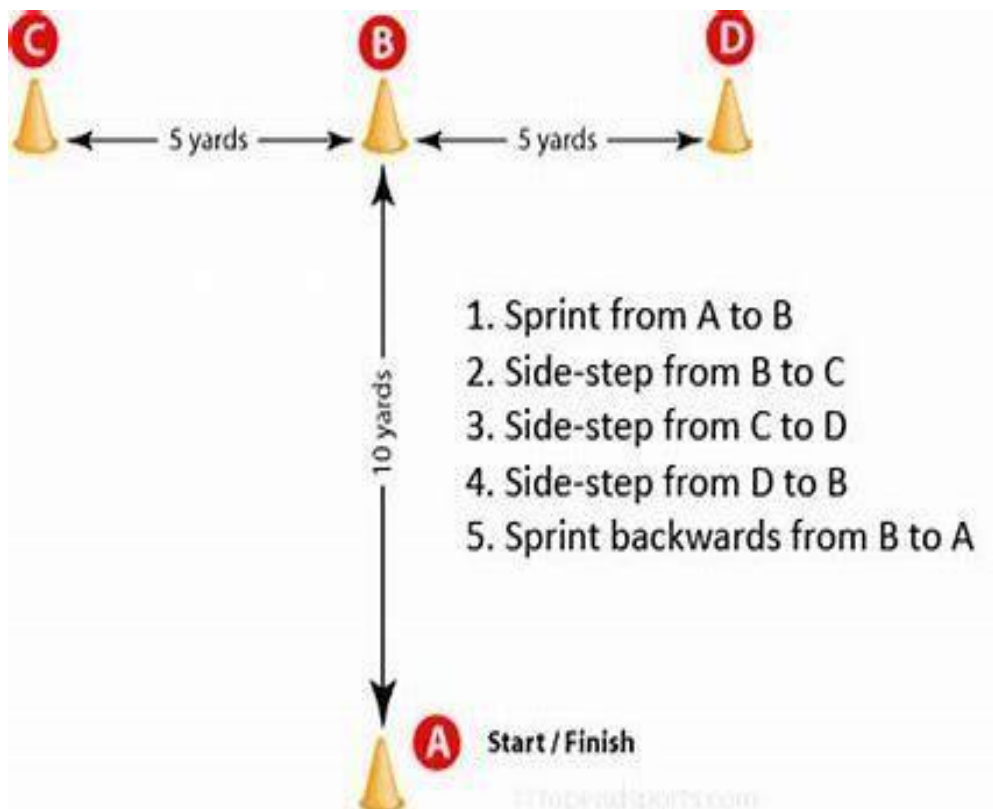 C B D
5 yards 5 yards
10 yards
1. Sprint from A to B
2. Side-step from B to C
3. Side-step from C to D
4. Side-step from D to B
5. Sprint backwards from B to A
A Start / Finish